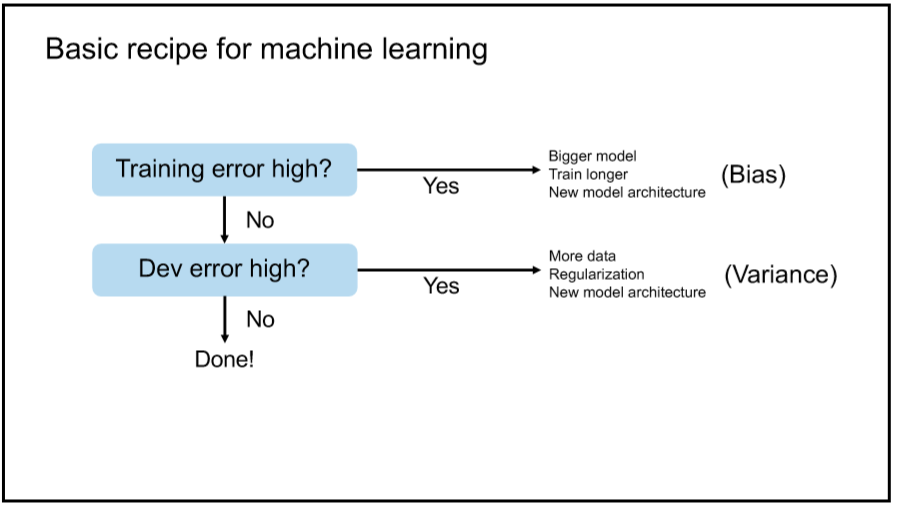 Basic recipe for machine learning
Training error high?
Yes
Bigger model
Train longer
New model architecture
(Bias)
No
Dev error high?
Yes
More data
Regularization
New model architecture
(Variance)
No
Done!